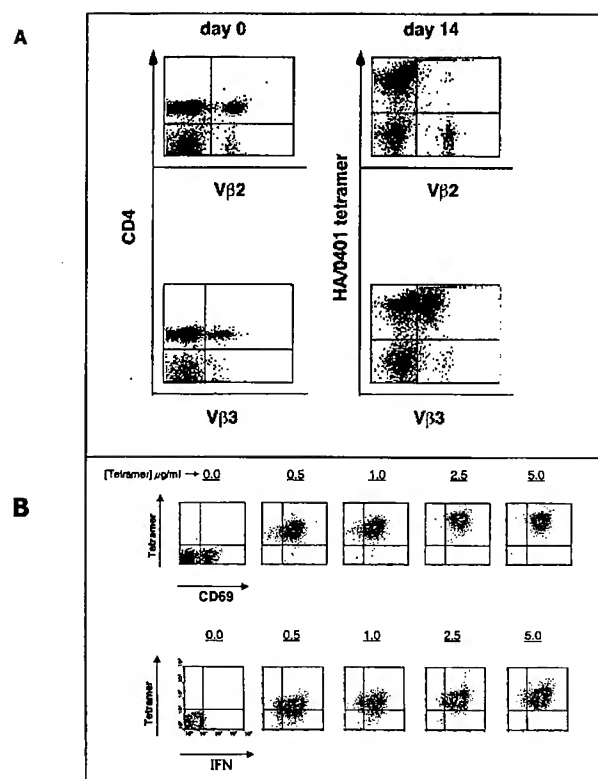 A
day 0
day 14
CD4
Vβ2
HA/0401 tetramer
Vβ2
Vβ3
Vβ3
B
[Tetramer] µg/ml → 0.0 0.5 1.0 2.5 5.0
Tetramer
CD69
0.0 0.5 1.0 2.5 5.0
Tetramer
IFN